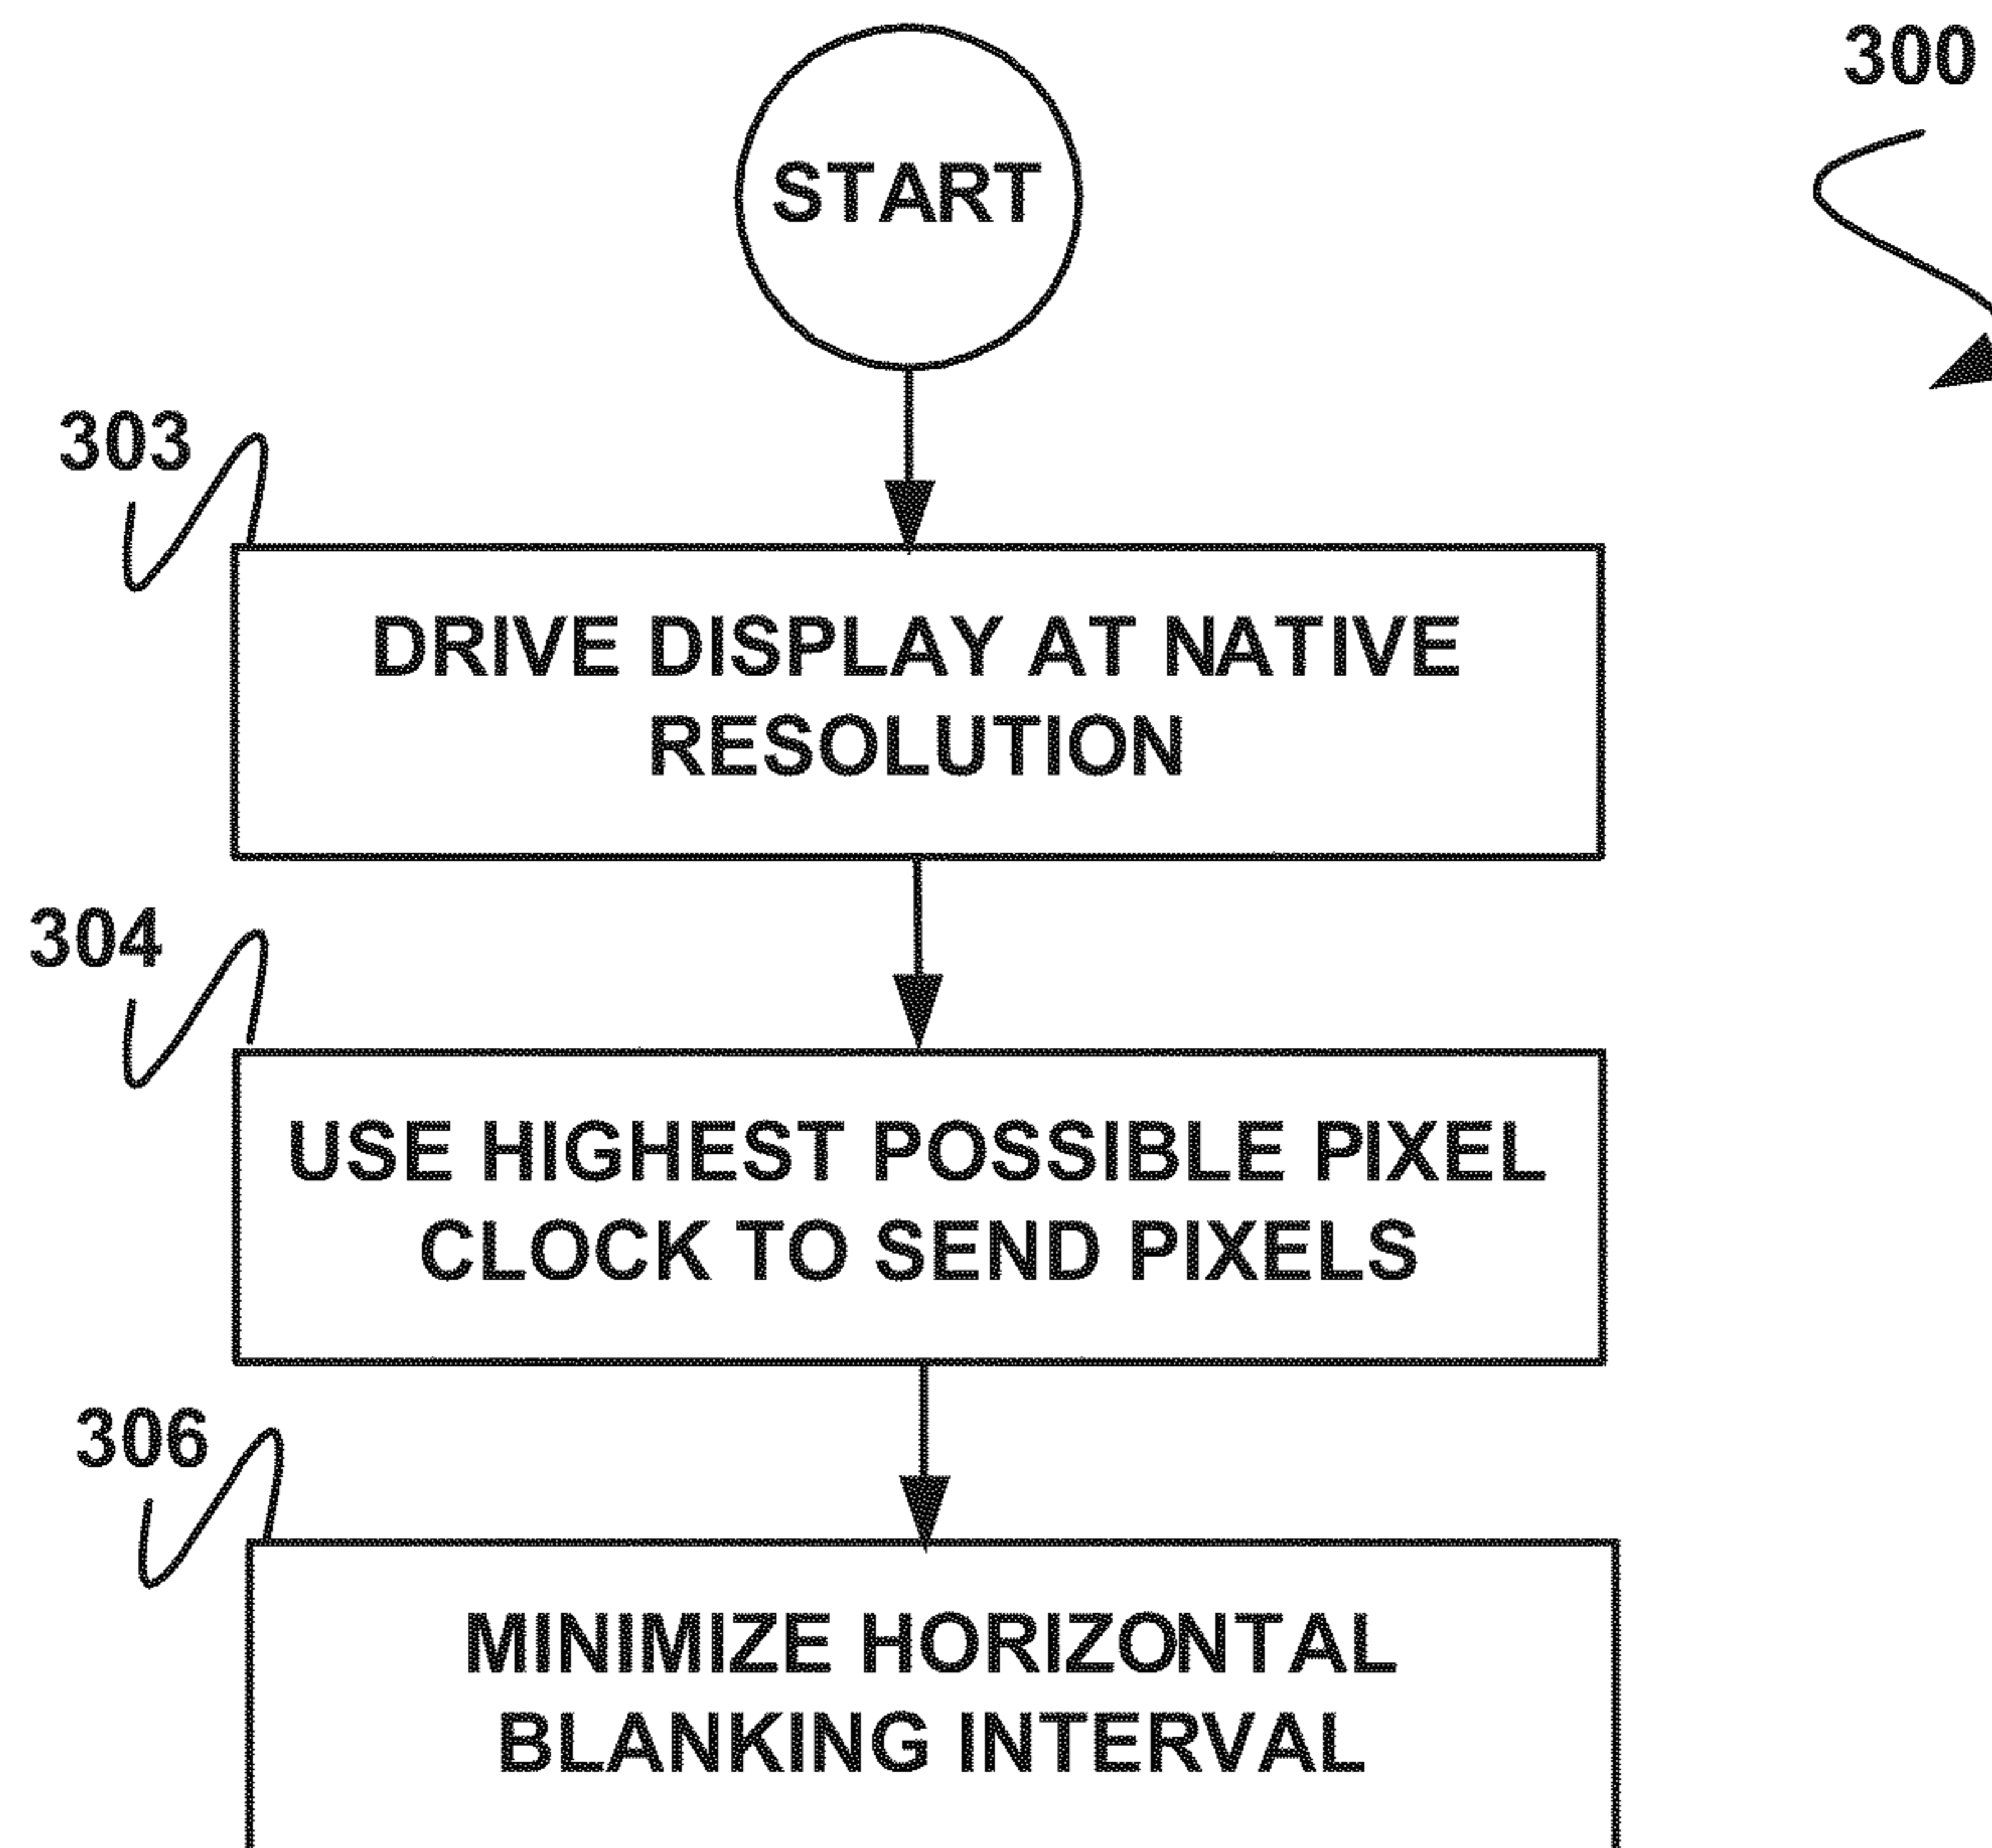 300
START
303
DRIVE DISPLAY AT NATIVE
RESOLUTION
304
USE HIGHEST POSSIBLE PIXEL
CLOCK TO SEND PIXELS
306
MINIMIZE HORIZONTAL
BLANKING INTERVAL